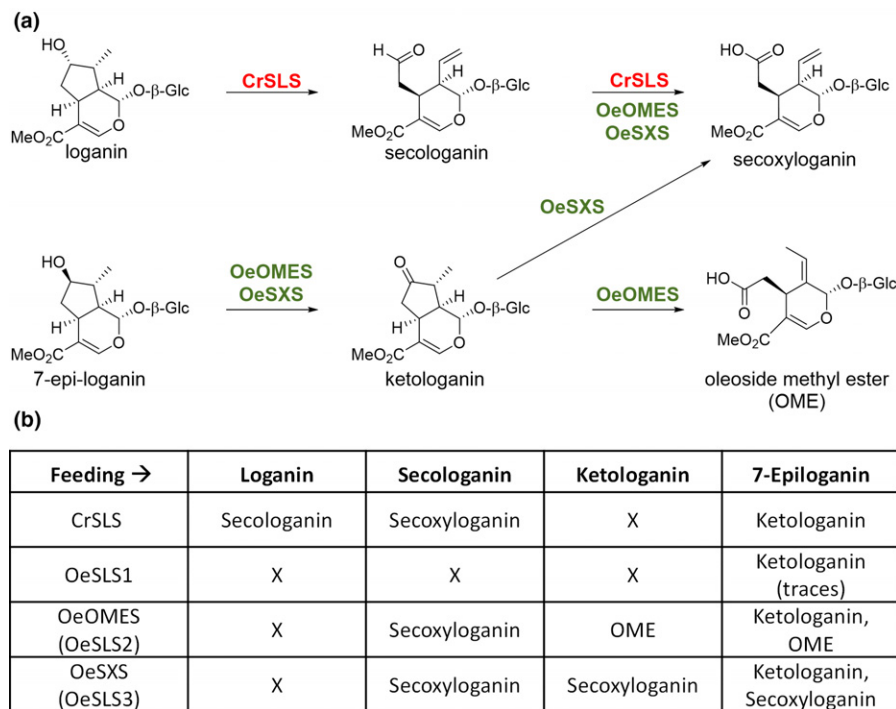 (a)
HO
H
H
O-β-Glc
MeO₂C
O
loganin
CrSLS
H
O
H
O-β-Glc
MeO₂C
O
secologanin
CrSLS
OeOMES
OeSXS
HO
O
H
O-β-Glc
MeO₂C
O
secoxyloganin
OeSXS
HO
H
H
O-β-Glc
MeO₂C
O
7-epi-loganin
OeOMES
OeSXS
O
H
H
O-β-Glc
MeO₂C
O
ketologanin
OeOMES
HO
O
O-β-Glc
MeO₂C
O
oleoside methyl ester
(OME)
(b)
Feeding → Loganin Secologanin Ketologanin 7-Epiloganin
CrSLS Secologanin Secoxyloganin X Ketologanin
OeSLS1 X X X Ketologanin
(traces)
OeOMES
(OeSLS2) X Secoxyloganin OME Ketologanin,
OME
OeSXS
(OeSLS3) X Secoxyloganin Secoxyloganin Ketologanin,
Secoxyloganin